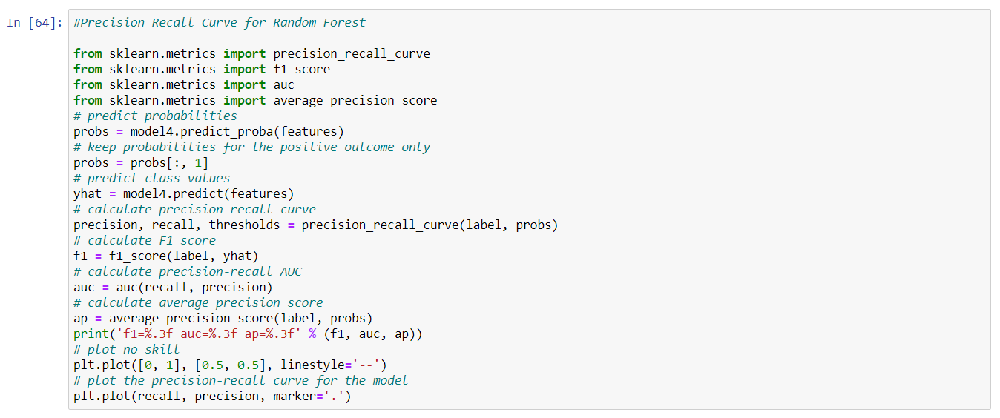 In [64]: #Precision Recall Curve for Random Forest
from sklearn.metrics import precision_recall_curve
from sklearn.metrics import f1_score
from sklearn.metrics import auc
from sklearn.metrics import average_precision_score
# predict probabilities
probs = model4.predict_proba(features)
# keep probabilities for the positive outcome only
probs = probs[:, 1]
# predict class values
yhat = model4.predict(features)
# calculate precision-recall curve
precision, recall, thresholds = precision_recall_curve(label, probs)
# calculate F1 score
f1 = f1_score(label, yhat)
# calculate precision-recall AUC
auc = auc(recall, precision)
# calculate average precision score
ap = average_precision_score(label, probs)
print('f1=%.3f auc=%.3f ap=%.3f' % (f1, auc, ap))
# plot no skill
plt.plot([0, 1], [0.5, 0.5], linestyle='--')
# plot the precision-recall curve for the model
plt.plot(recall, precision, marker='.')